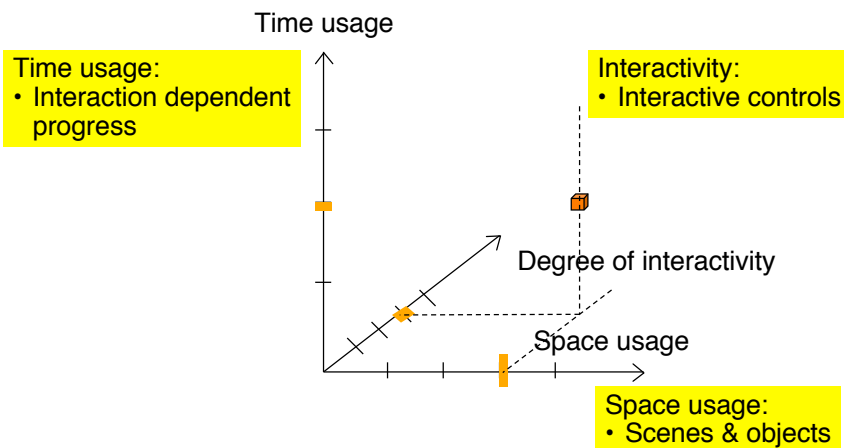 Time usage
Time usage:
• Interaction dependent
progress
Interactivity:
• Interactive controls
Degree of interactivity
Space usage
Space usage:
• Scenes & objects